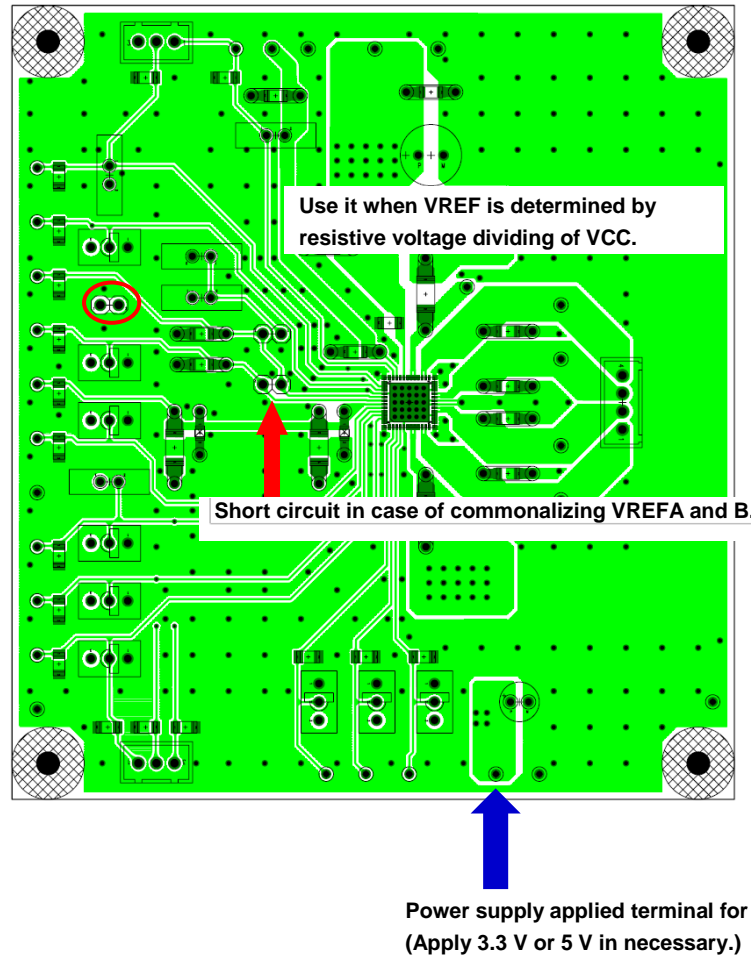 Use it when VREF is determined by
resistive voltage dividing of VCC.
Short circuit in case of commonalizing VREFA and B.
Power supply applied terminal for
(Apply 3.3 V or 5 V in necessary.)